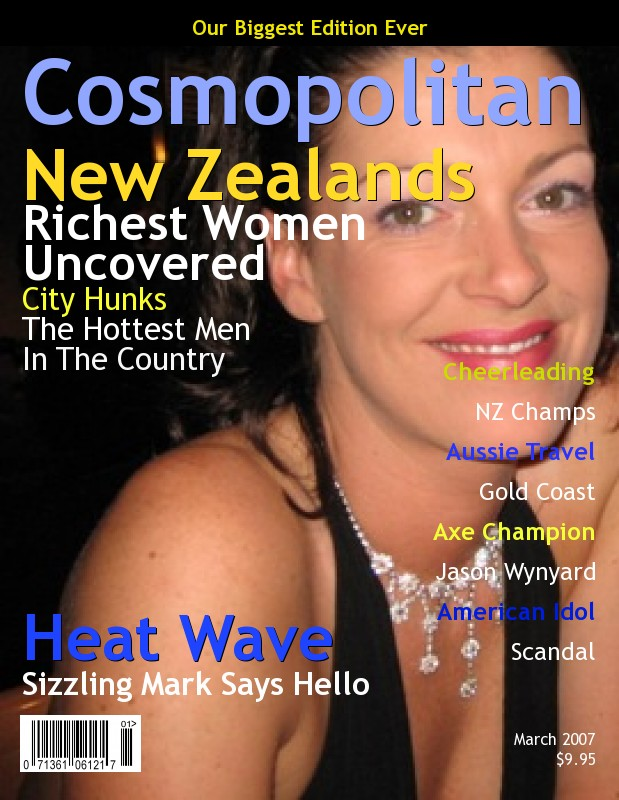 Our Biggest Edition Ever
Cosmopolitan
New Zealands
Richest Women
Uncovered
City Hunks
The Hottest Men
In The Country
Cheerleading
NZ Champs
Aussie Travel
Gold Coast
Axe Champion
Jason Wynyard
American Idol
Scandal
Heat Wave
Sizzling Mark Says Hello
01>
0 71361 06121 7
March 2007
$9.95